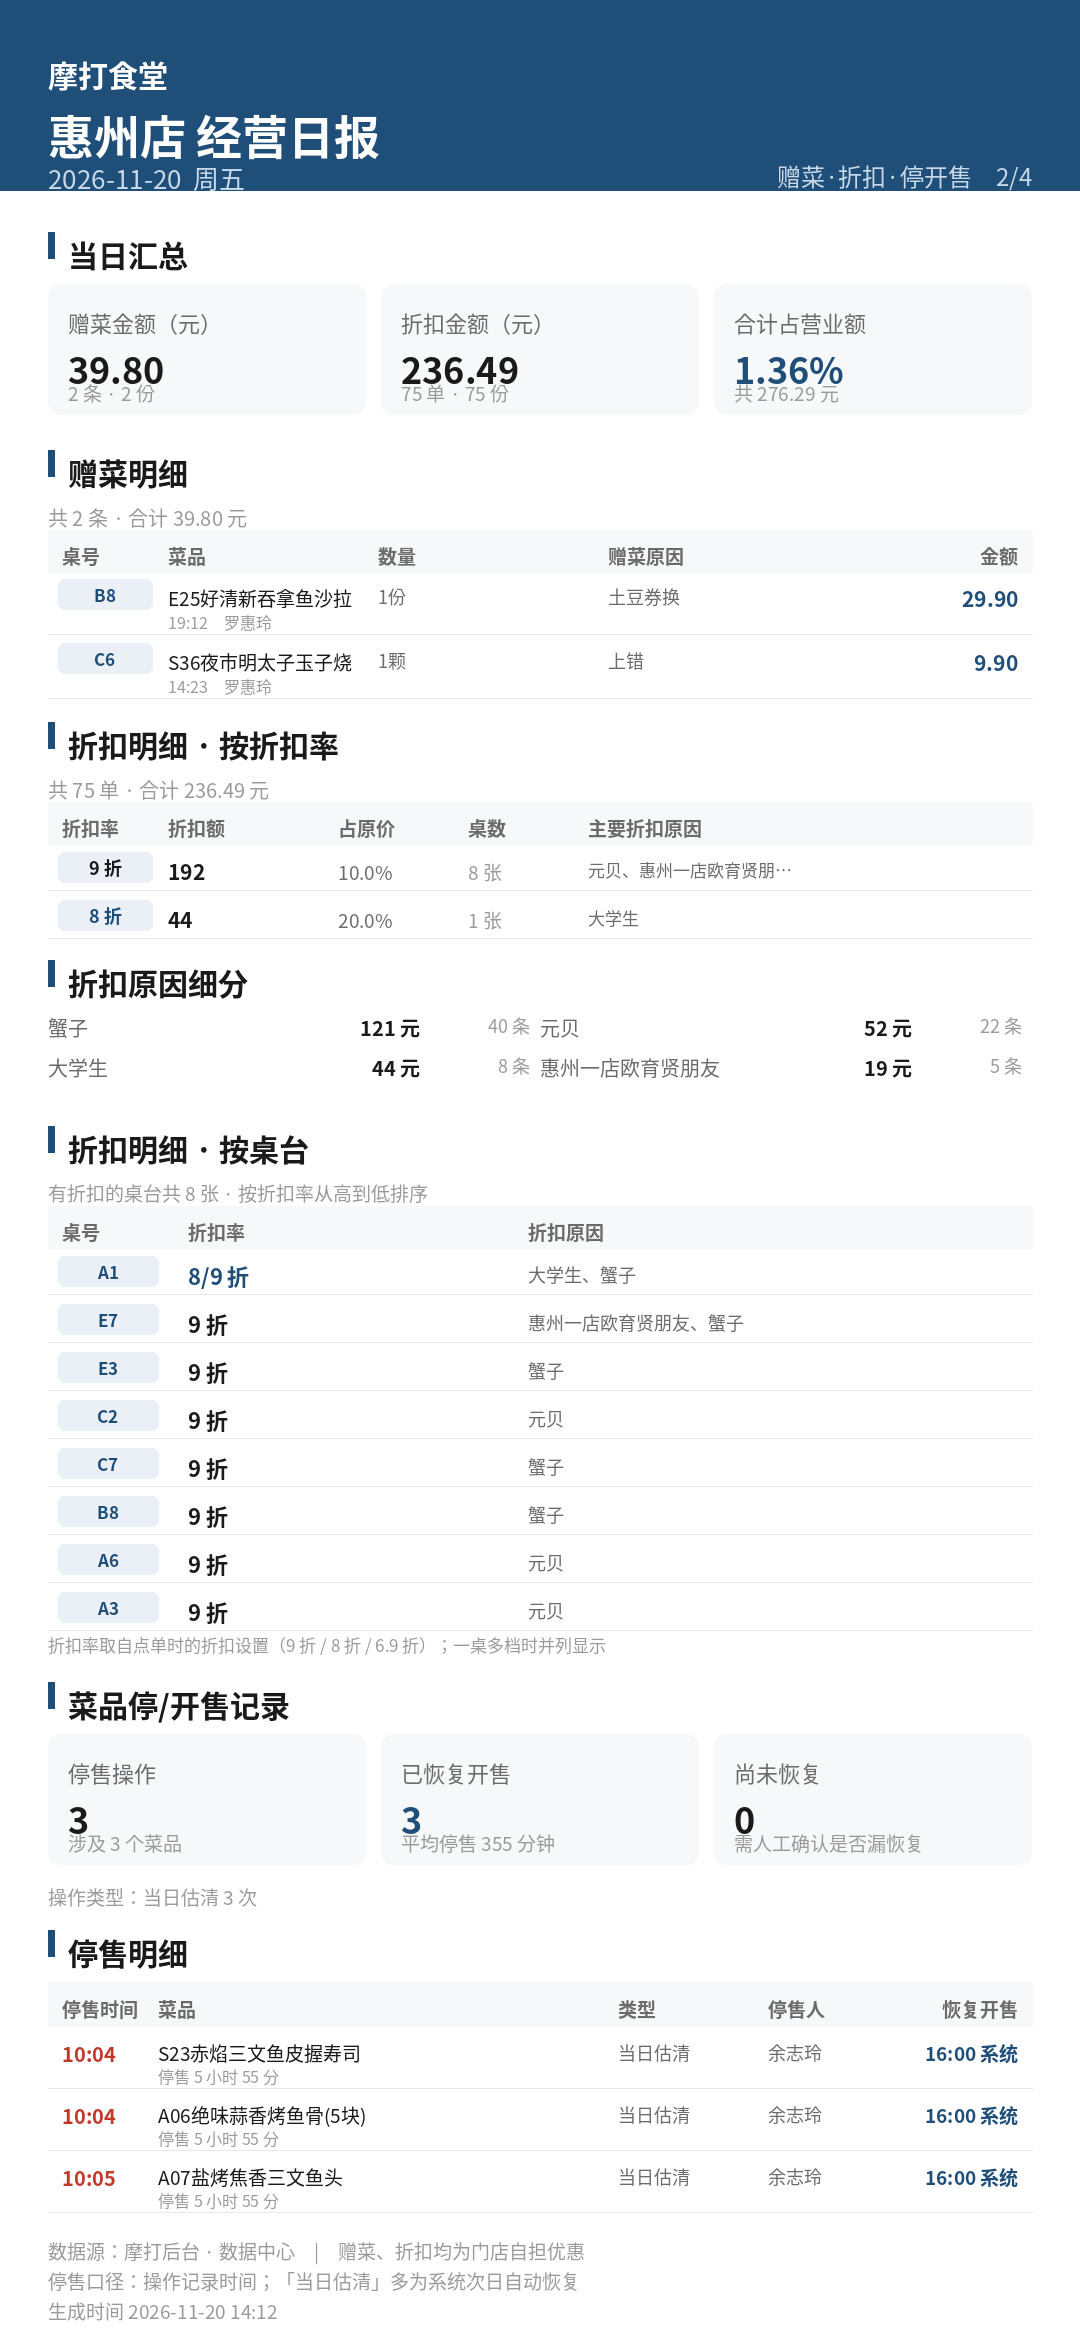 摩打食堂
惠州店 经营日报
2026-11-20 周五
赠菜·折扣·停开售 2/4
当日汇总
赠菜金额（元） 折扣金额（元） 合计占营业额
39.80 236.49 1.36%
2 条 · 2 份 75 单 · 75 份 共 276.29 元
赠菜明细
共 2 条 · 合计 39.80 元
桌号 菜品 数量 赠菜原因 金额
B8 E25好清新吞拿鱼沙拉 1份 土豆券换 29.90
19:12 罗惠玲
C6 S36夜市明太子玉子烧 1颗 上错 9.90
14:23 罗惠玲
折扣明细 · 按折扣率
共 75 单 · 合计 236.49 元
折扣率 折扣额 占原价 桌数 主要折扣原因
9 折 192 10.0% 8 张 元贝、惠州一店欧育贤朋…
8 折 44 20.0% 1 张 大学生
折扣原因细分
蟹子 121 元 40 条 元贝 52 元 22 条
大学生 44 元 8 条 惠州一店欧育贤朋友 19 元 5 条
折扣明细 · 按桌台
有折扣的桌台共 8 张 · 按折扣率从高到低排序
桌号 折扣率 折扣原因
A1 8/9 折 大学生、蟹子
E7 9 折 惠州一店欧育贤朋友、蟹子
E3 9 折 蟹子
C2 9 折 元贝
C7 9 折 蟹子
B8 9 折 蟹子
A6 9 折 元贝
A3 9 折 元贝
折扣率取自点单时的折扣设置（9 折 / 8 折 / 6.9 折）；一桌多档时并列显示
菜品停/开售记录
停售操作 已恢复开售 尚未恢复
3 3 0
涉及 3 个菜品 平均停售 355 分钟 需人工确认是否漏恢复
操作类型：当日估清 3 次
停售明细
停售时间 菜品 类型 停售人 恢复开售
10:04 S23赤焰三文鱼皮握寿司 当日估清 余志玲 16:00 系统
停售 5 小时 55 分
10:04 A06绝味蒜香烤鱼骨(5块) 当日估清 余志玲 16:00 系统
停售 5 小时 55 分
10:05 A07盐烤焦香三文鱼头 当日估清 余志玲 16:00 系统
停售 5 小时 55 分
数据源：摩打后台 · 数据中心 | 赠菜、折扣均为门店自担优惠
停售口径：操作记录时间；「当日估清」多为系统次日自动恢复
生成时间 2026-11-20 14:12